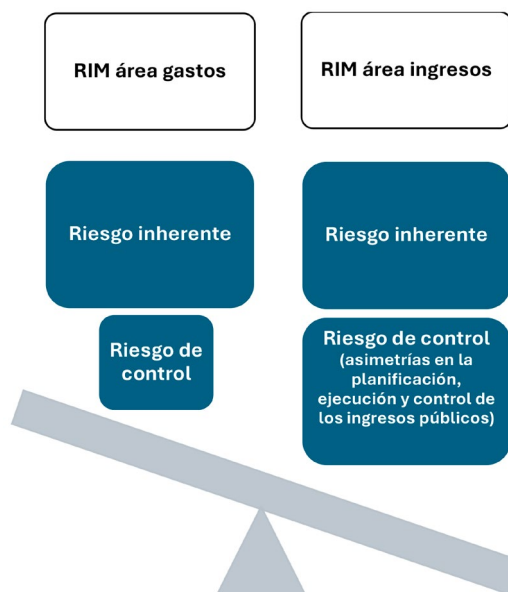 RIM área gastos
RIM área ingresos
Riesgo inherente
Riesgo inherente
Riesgo de
control
Riesgo de control
(asimetrías en la
planificación,
ejecución y control de
los ingresos públicos)